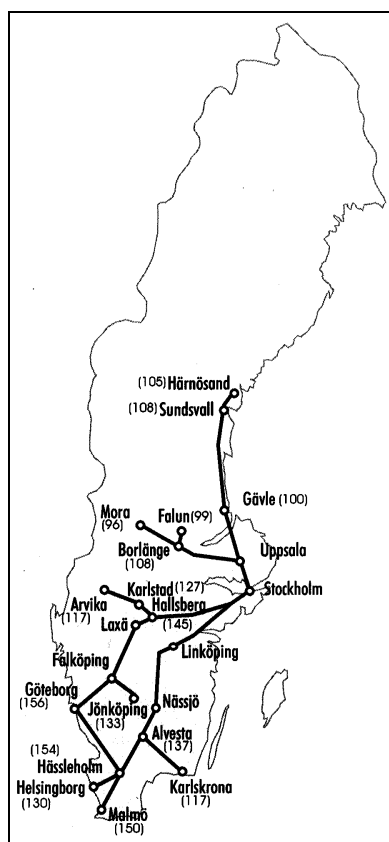 (105) Härnösand
(108) Sundsvall
Gävle (100)
Mora
(96)
Falun (99)
Borlänge
(108)
Uppsala
Stockholm
Karlstad (127)
Arvika
(117)
Hallsberg
(145)
Laxå
Linköping
Falköping
Göteborg
(156)
Jönköping
(133)
Nässjö
Alvesta
(137)
(154)
Hässleholm
Helsingborg
(130)
Karlskrona
(117)
Malmö
(150)